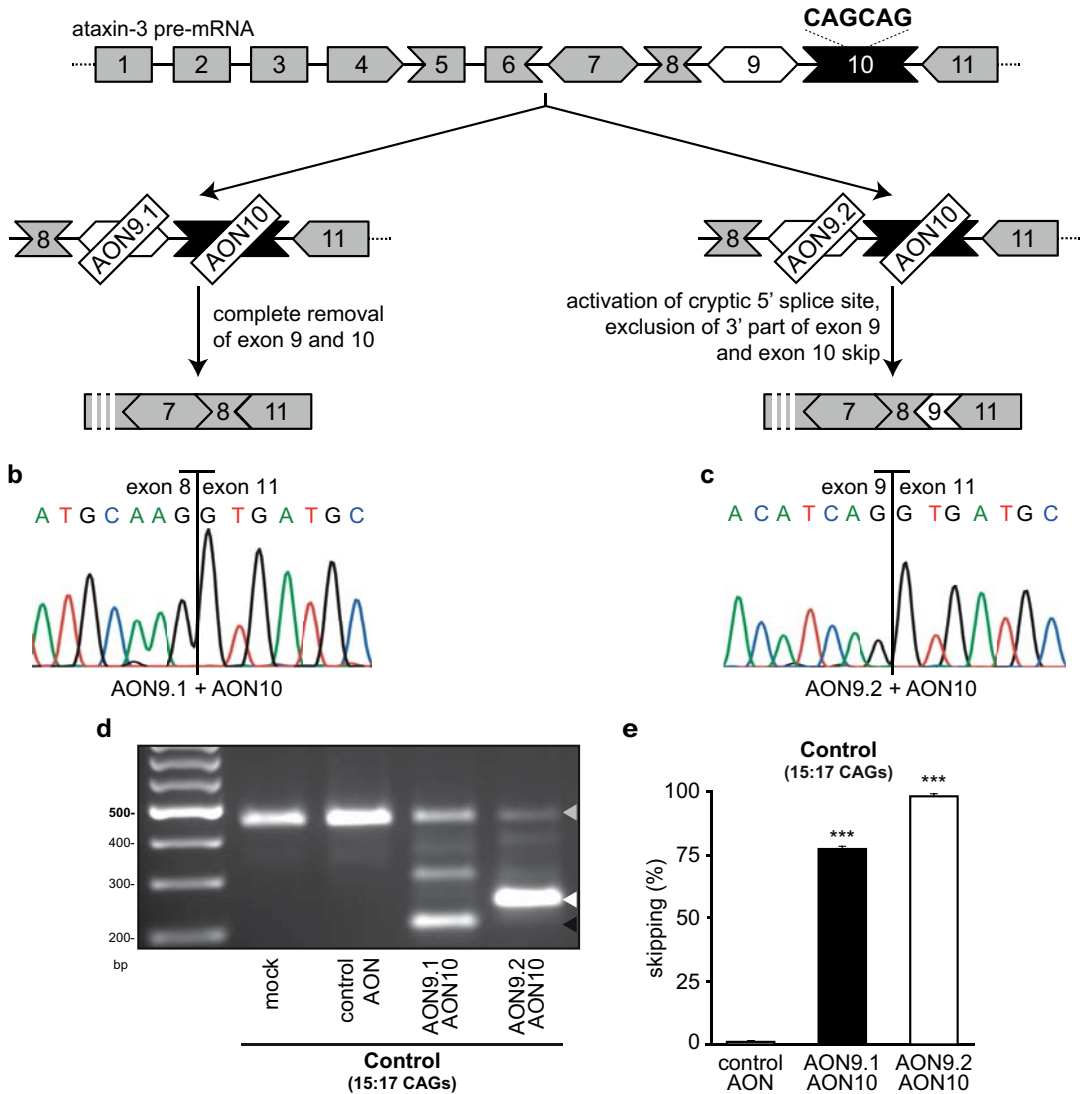 CAGCAG
ataxin-3 pre-mRNA
1 2 3 4 5 6 7 8 9 10 11
8 AON9.1 AON10 11
8 AON9.2 AON10 11
complete removal
of exon 9 and 10
activation of cryptic 5’ splice site,
exclusion of 3’ part of exon 9
and exon 10 skip
7 8 11
7 8 9 11
b
exon 8 exon 11
A T G C A A G G T G A T G C
AON9.1 + AON10
c
exon 9 exon 11
A C A T C A G G T G A T G C
AON9.2 + AON10
d
500-
400-
300-
200-
bp
mock
control
AON
AON9.1
AON10
AON9.2
AON10
Control
(15:17 CAGs)
e
Control
(15:17 CAGs)
***
***
skipping (%)
100
75
50
25
0
control
AON
AON9.1
AON10
AON9.2
AON10